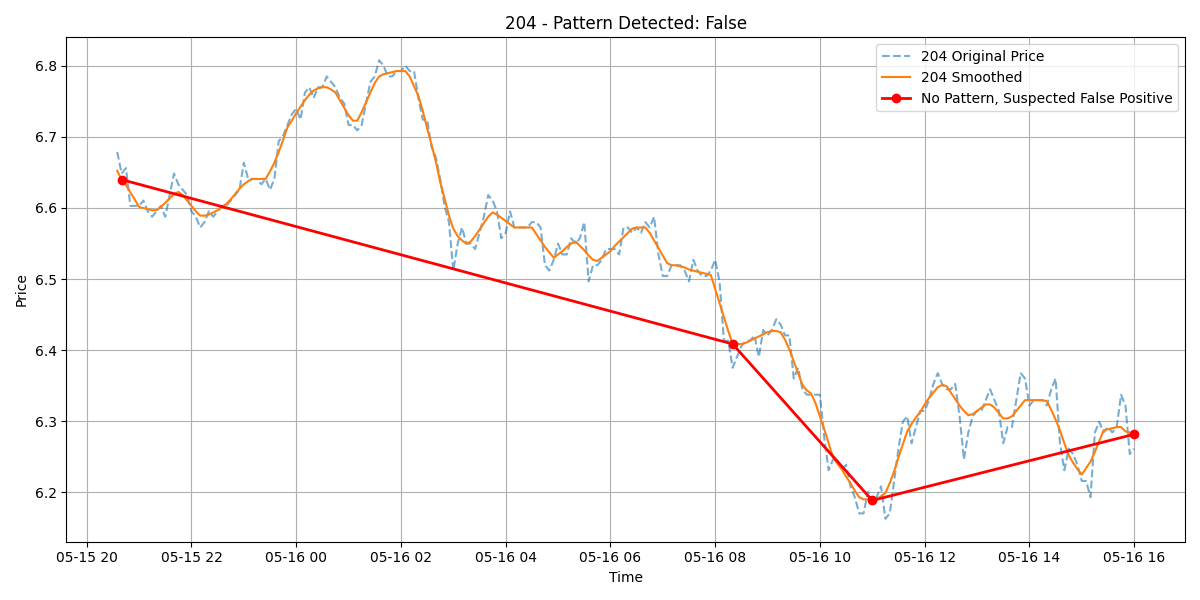 204 - Pattern Detected: False
204 Original Price
204 Smoothed
No Pattern, Suspected False Positive
Price
6.8
6.7
6.6
6.5
6.4
6.3
6.2
05-15 20 05-15 22 05-16 00 05-16 02 05-16 04 05-16 06 05-16 08 05-16 10 05-16 12 05-16 14 05-16 16
Time